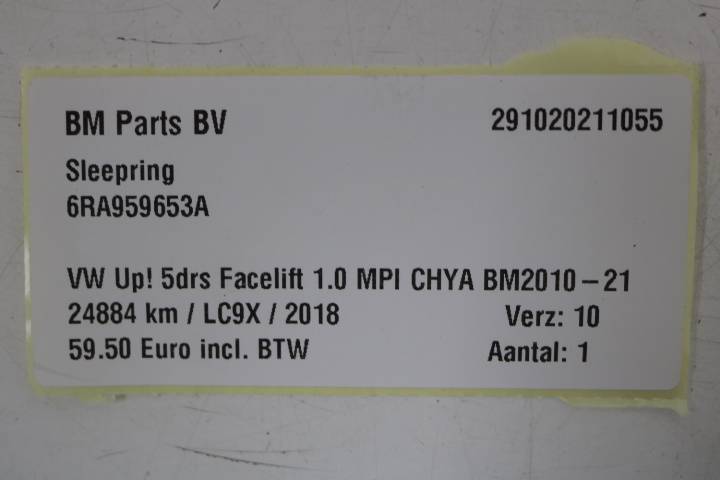 BM Parts BV 291020211055
Sleepring
6RA959653A
VW Up! 5drs Facelift 1.0 MPI CHYA BM2010-21
24884 km / LC9X / 2018 Verz: 10
59.50 Euro incl. BTW Aantal: 1